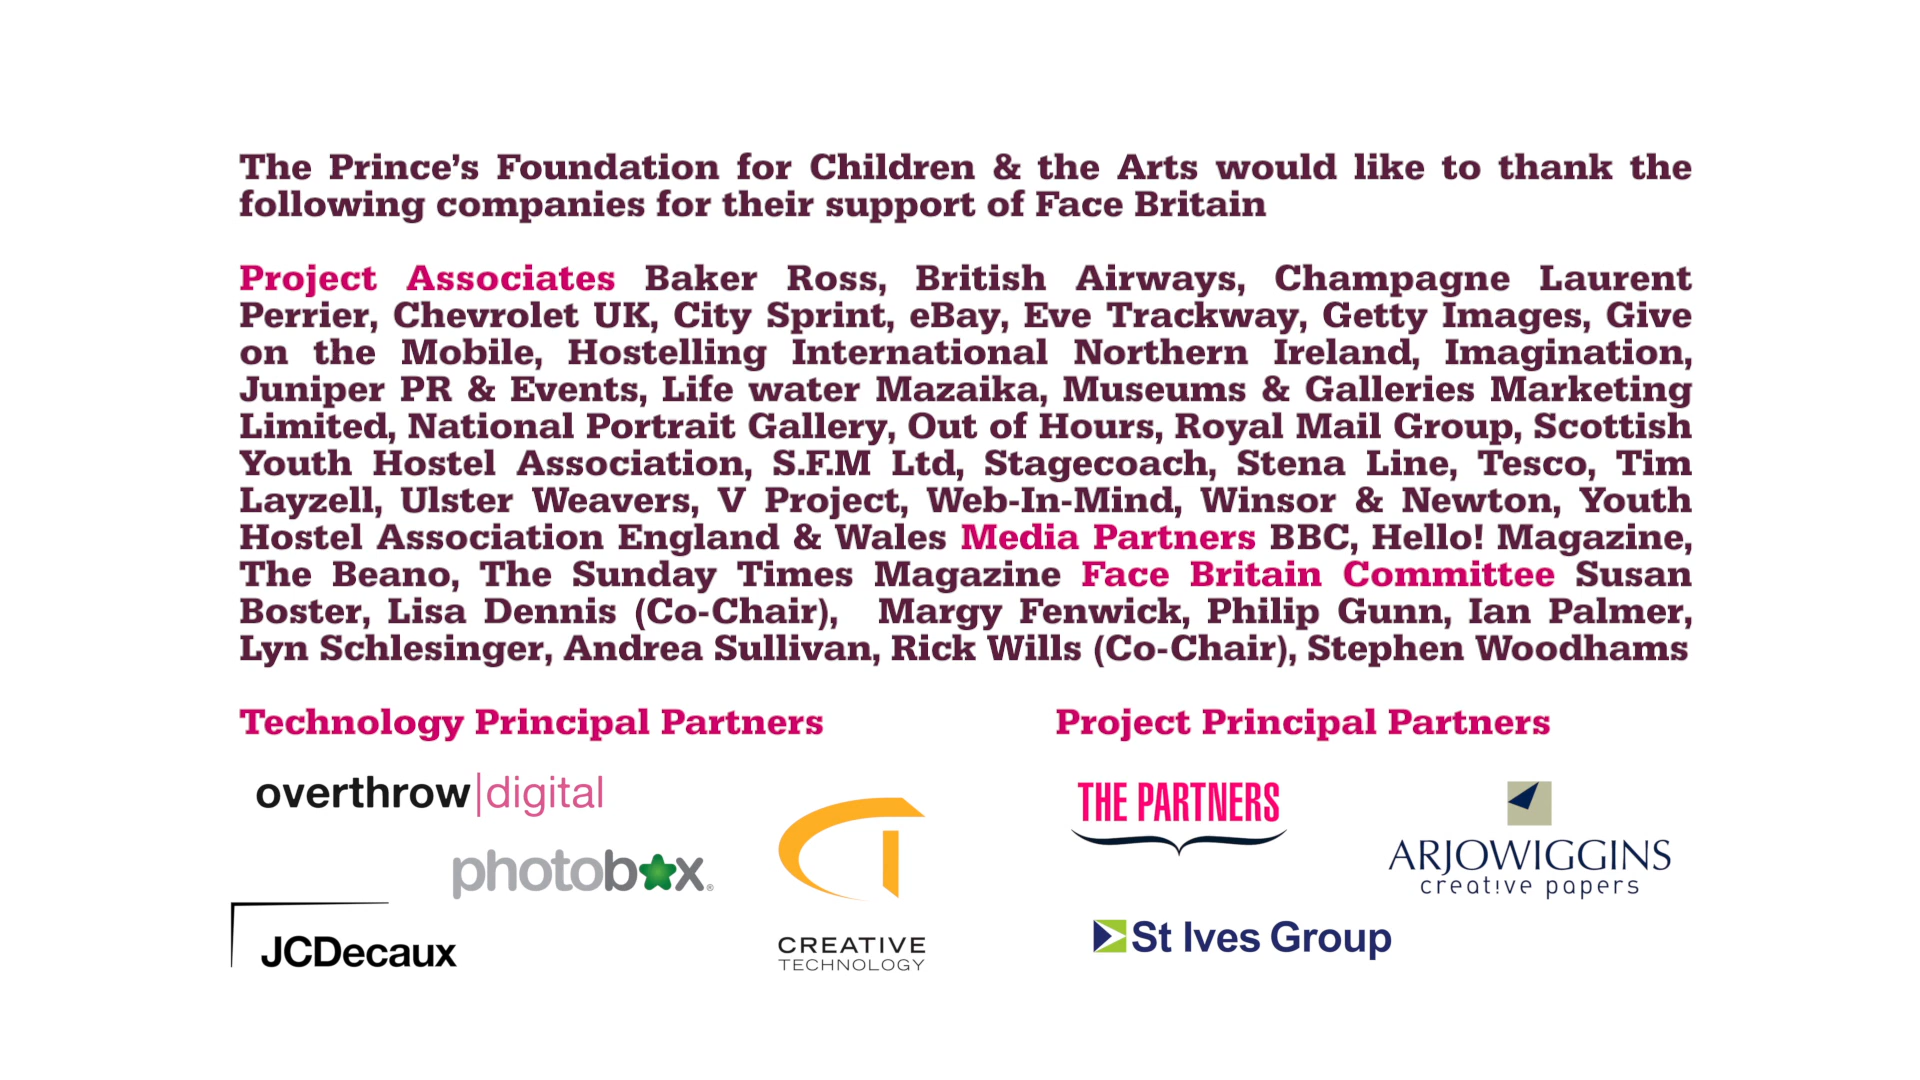 The Prince's Foundation for Children & the Arts would like to thank the
following companies for their support of Face Britain
Project Associates Baker Ross, British Airways, Champagne Laurent
Perrier, Chevrolet UK, City Sprint, eBay, Eve Trackway, Getty Images, Give
on the Mobile, Hostelling International Northern Ireland, Imagination,
Juniper PR & Events, Life water Mazaika, Museums & Galleries Marketing
Limited, National Portrait Gallery, Out of Hours, Royal Mail Group, Scottish
Youth Hostel Association, S.F.M Ltd, Stagecoach, Stena Line, Tesco, Tim
Layzell, Ulster Weavers, V Project, Web-In-Mind, Winsor & Newton, Youth
Hostel Association England & Wales Media Partners BBC, Hello! Magazine,
The Beano, The Sunday Times Magazine Face Britain Committee Susan
Boster, Lisa Dennis (Co-Chair), Margy Fenwick, Philip Gunn, Ian Palmer,
Lyn Schlesinger, Andrea Sullivan, Rick Wills (Co-Chair), Stephen Woodhams
Technology Principal Partners
overthrow|digital
photobox®
JCDecaux
CT
CREATIVE
TECHNOLOGY
Project Principal Partners
THE PARTNERS
ARJOWIGGINS
creat!ve papers
St Ives Group